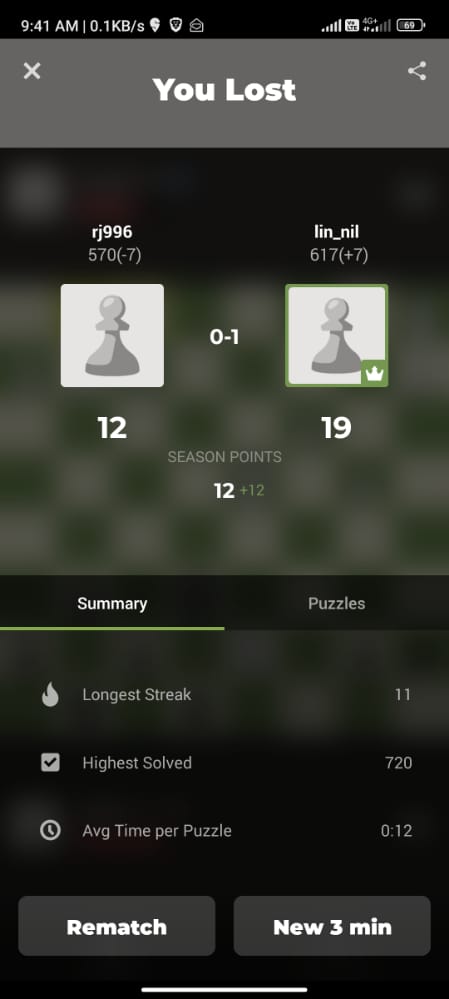 9:41 AM | 0.1KB/s
Vo LTE 4G+ 69
You Lost
rj996 lin_nil
570(-7) 617(+7)
0-1
12 19
SEASON POINTS
12 +12
Summary Puzzles
Longest Streak 11
Highest Solved 720
Avg Time per Puzzle 0:12
Rematch New 3 min